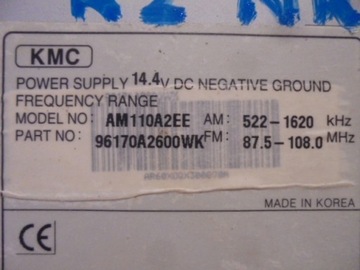 KMC
POWER SUPPLY 14.4V DC NEGATIVE GROUND
FREQUENCY RANGE
MODEL NO: AM110A2EE AM: 522-1620 kHz
PART NO: 96170A2600WK FM: 87.5-108.0 MHz
MADE IN KOREA
CE